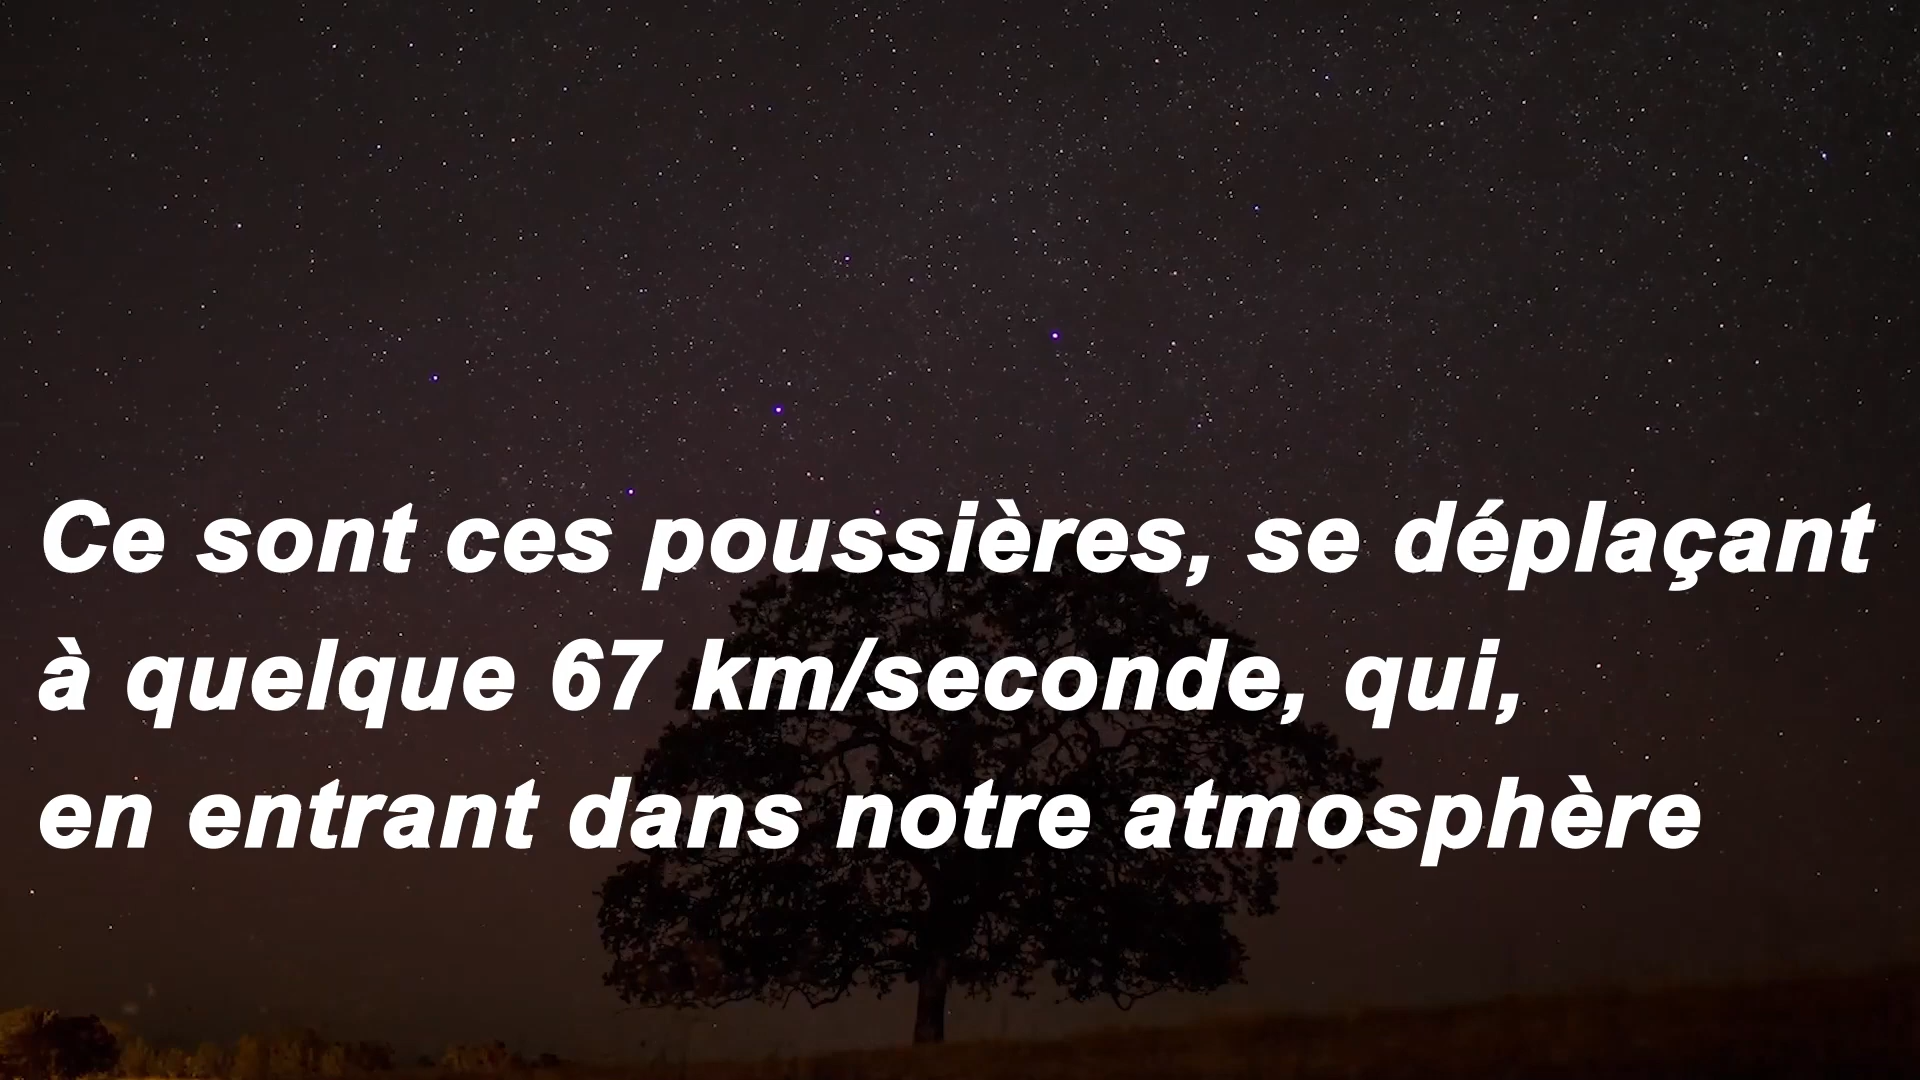 Ce sont ces poussières, se déplaçant
à quelque 67 km/seconde, qui,
en entrant dans notre atmosphère